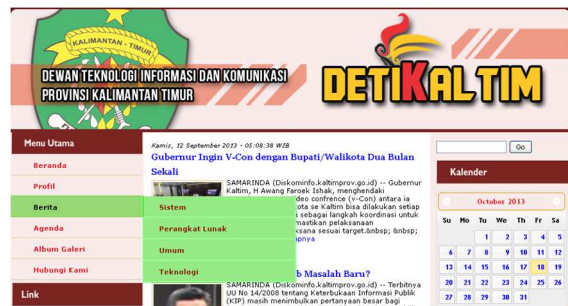 KALIMANTAN - TIMUR
DEWAN TEKNOLOGI INFORMASI DAN KOMUNIKASI
PROVINSI KALIMANTAN TIMUR
DETIKALTIM
Menu Utama
Beranda
Profil
Berita
Agenda
Album Galeri
Hubungi Kami
Link
Sistem
Perangkat Lunak
Umum
Teknologi
Kamis, 12 September 2013 - 05:08:38 WIB
Gubernur Ingin V-Con dengan Bupati/Walikota Dua Bulan
Sekali
SAMARINDA (Diskominfo.kaltimprov.go.id) -- Gubernur
Kaltim, H Awang Faroek Ishak, menghendaki
deo confrence (v-Con) antara ia
ota se Kaltim bisa dilakukan setiap
i sebagai langkah koordinasi untuk
mastikan pelaksanaan
ksana sesuai target.&nbsp; &nbsp;
apnya
b Masalah Baru?
SAMARINDA (Diskominfo.kaltimprov.go.id) -- Terbitnya
UU No 14/2008 tentang Keterbukaan Informasi Publik
(KIP) masih menimbulkan pertanyaan besar bagi
Go
Kalender
October 2013
Su Mo Tu We Th Fr Sa
1 2 3 4 5
6 7 8 9 10 11 12
13 14 15 16 17 18 19
20 21 22 23 24 25 26
27 28 29 30 31